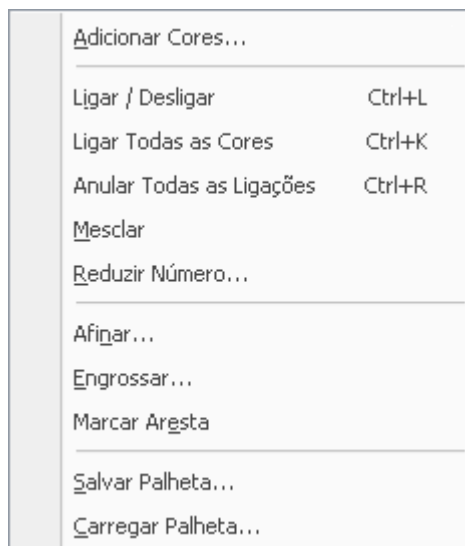 Adicionar Cores...
Ligar / Desligar Ctrl+L
Ligar Todas as Cores Ctrl+K
Anular Todas as Ligações Ctrl+R
Mesclar
Reduzir Número...
Afinar...
Engrossar...
Marcar Aresta
Salvar Palheta...
Carregar Palheta...